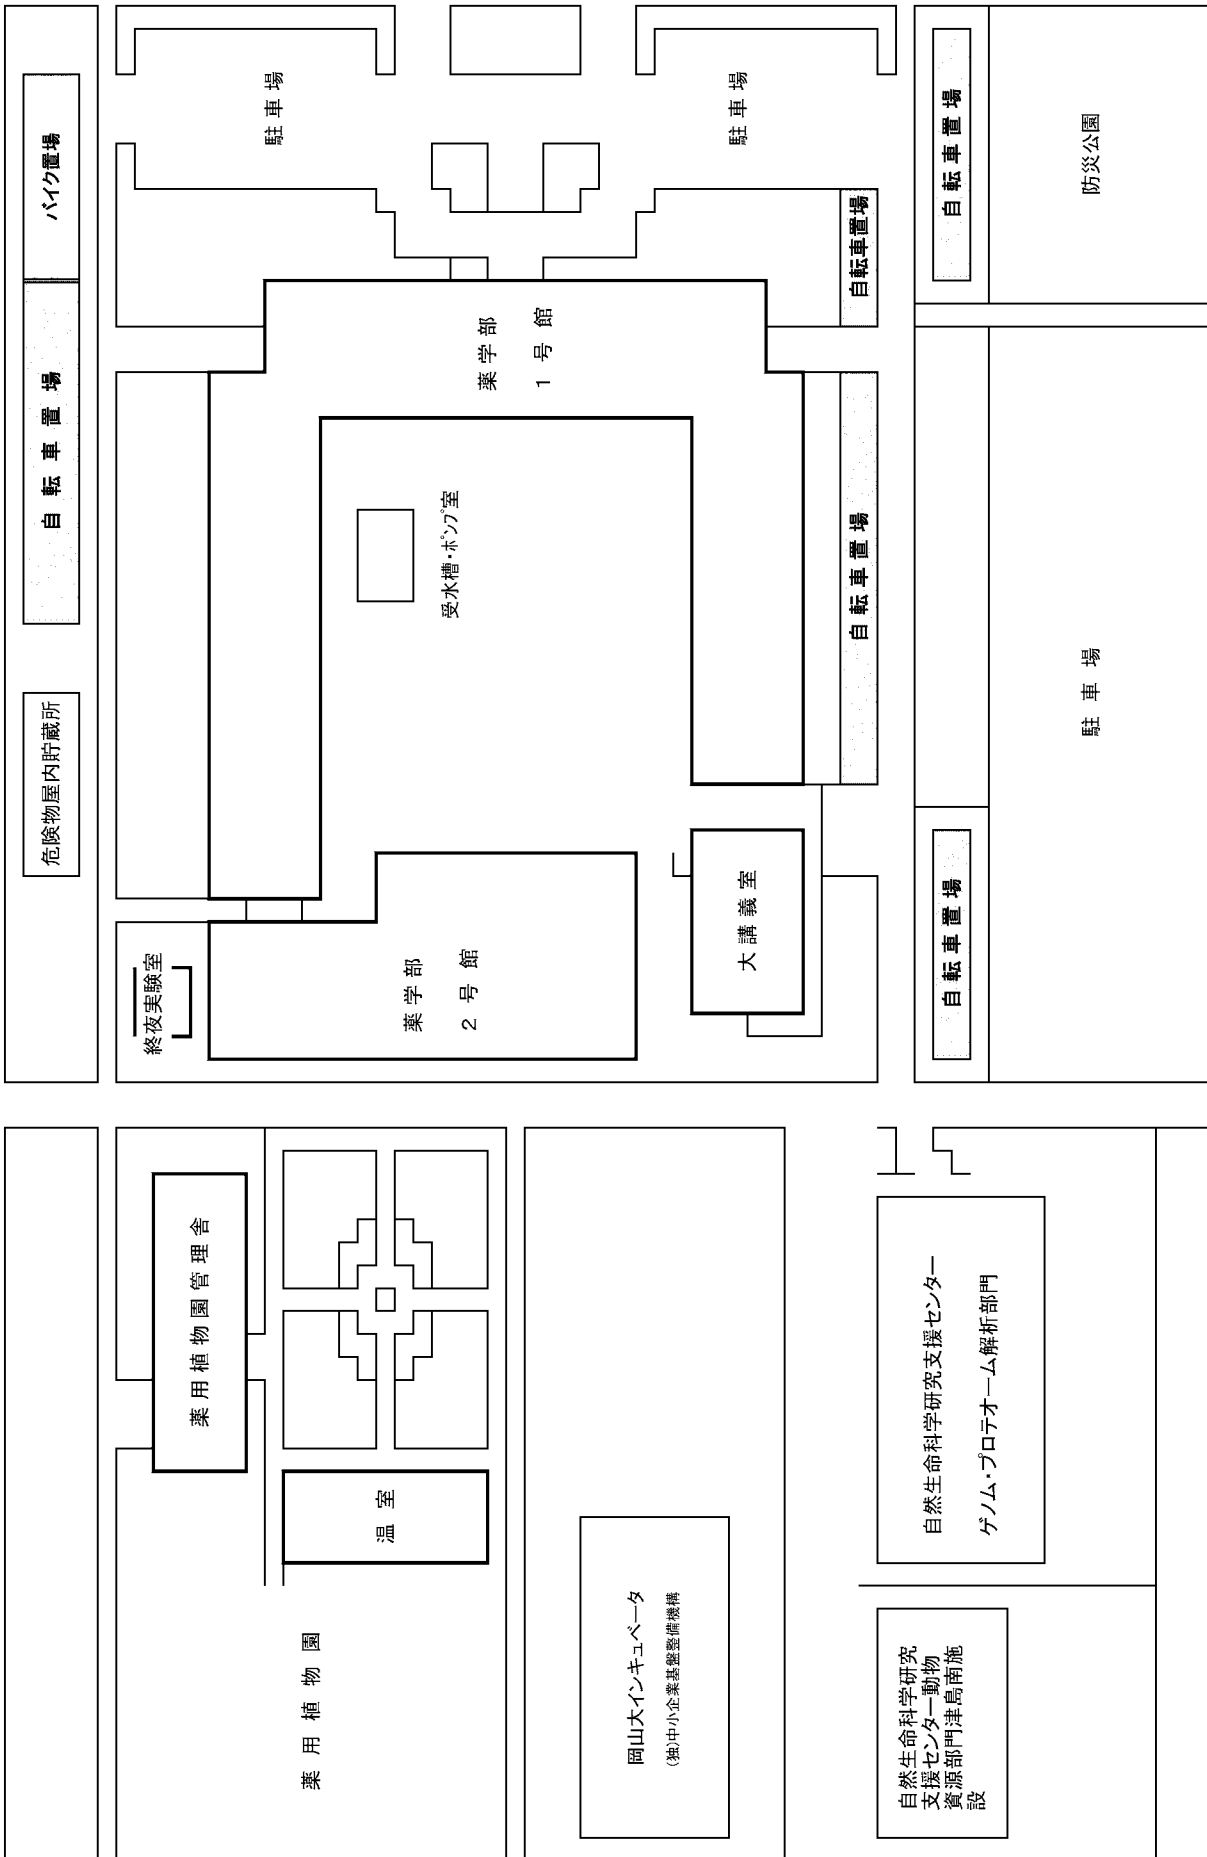 薬用植物園
薬用植物園管理舎
温室
終夜実験室
危険物屋内貯蔵所
自転車置場
バイク置場
薬学部
2号館
薬学部
1号館
受水槽・ポンプ室
駐車場
駐車場
大講義室
自転車置場
自転車置場
岡山大インキュベータ
(独)中小企業基盤整備機構
自然生命科学研究
支援センター動物
資源部門津島南施
設
自然生命科学研究支援センター
ゲノム・プロテオーム解析部門
自転車置場
自転車置場
駐車場
防災公園